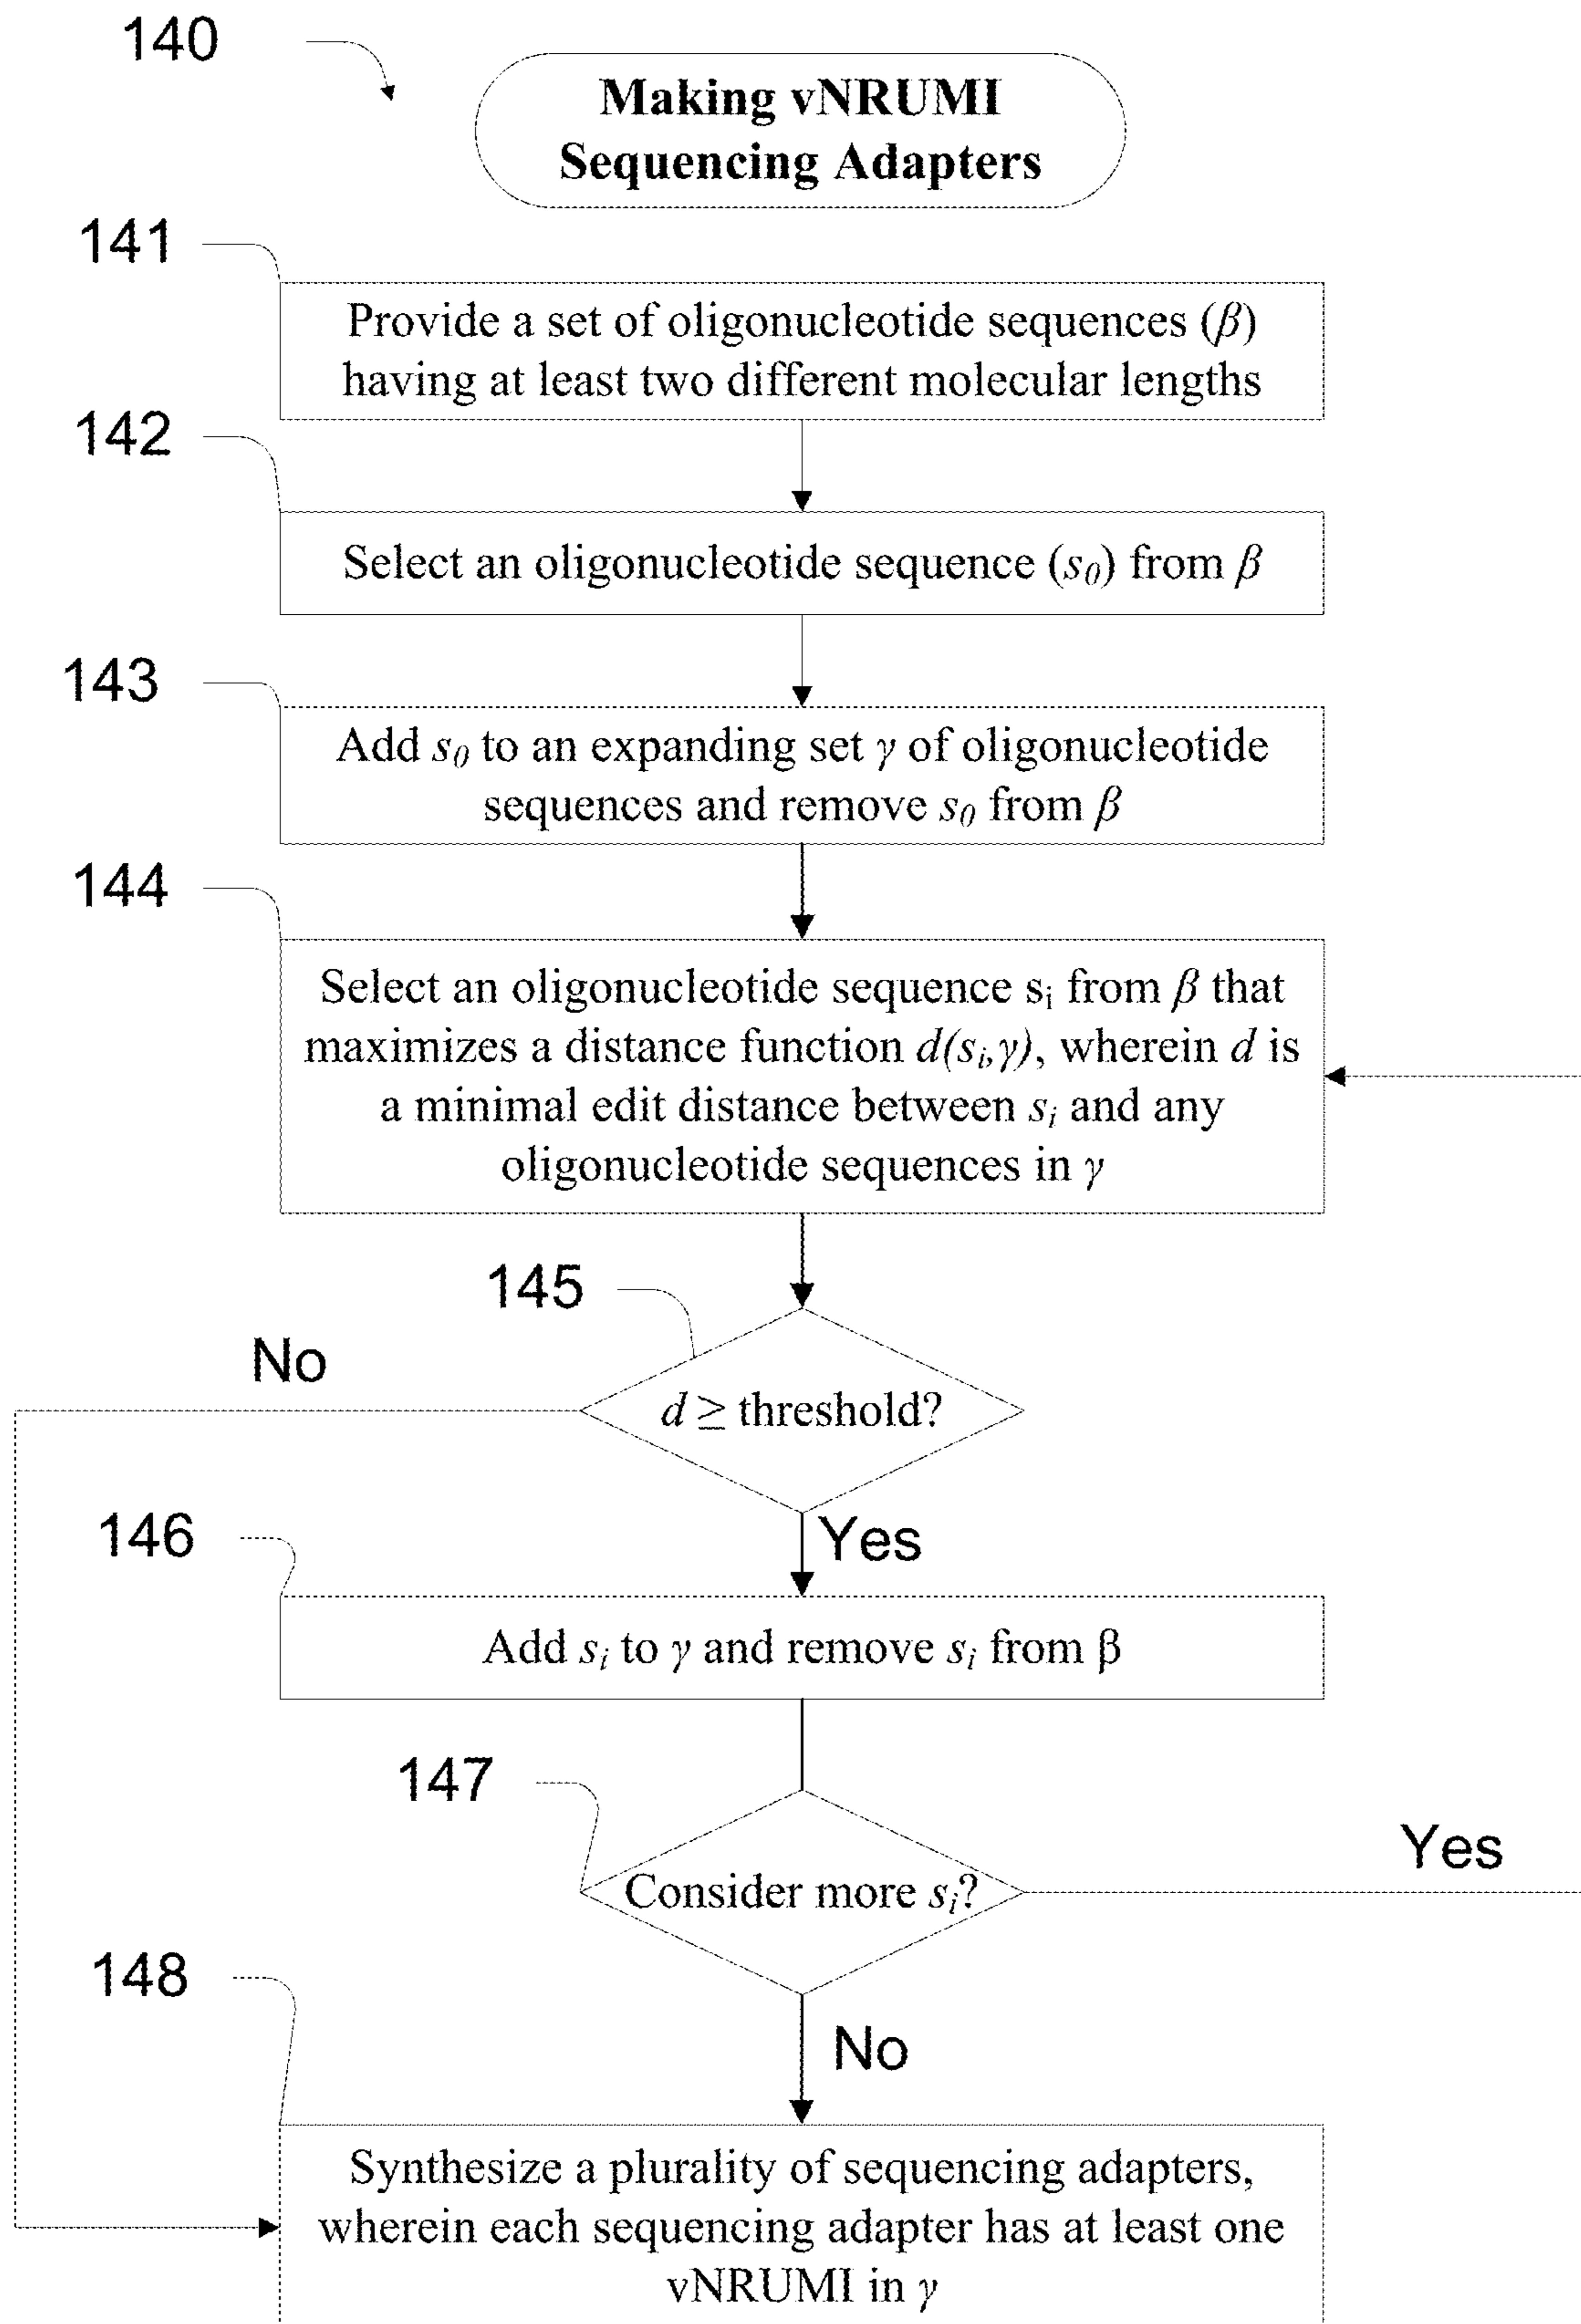 140
Making vNRUMI
Sequencing Adapters
141
Provide a set of oligonucleotide sequences (β)
having at least two different molecular lengths
142
Select an oligonucleotide sequence (s₀) from β
143
Add s₀ to an expanding set γ of oligonucleotide
sequences and remove s₀ from β
144
Select an oligonucleotide sequence sᵢ from β that
maximizes a distance function d(sᵢ,γ), wherein d is
a minimal edit distance between sᵢ and any
oligonucleotide sequences in γ
145
No
d ≥ threshold?
Yes
146
Add sᵢ to γ and remove sᵢ from β
147
Consider more sᵢ?
Yes
No
148
Synthesize a plurality of sequencing adapters,
wherein each sequencing adapter has at least one
vNRUMI in γ